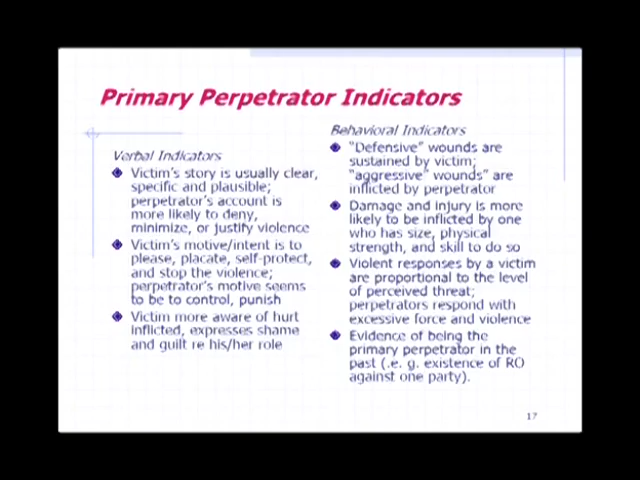 Primary Perpetrator Indicators
Verbal Indicators
Victim's story is usually clear,
specific and plausible;
perpetrator's account is
more likely to deny,
minimize, or justify violence
Victim's motive/intent is to
please, placate, self-protect,
and stop the violence;
perpetrator's motive seems
to be to control, punish
Victim more aware of hurt
inflicted, expresses shame
and guilt re his/her role
Behavioral Indicators
"Defensive" wounds are
sustained by victim;
"aggressive" wounds" are
inflicted by perpetrator
Damage and injury is more
likely to be inflicted by one
who has size, physical
strength, and skill to do so
Violent responses by a victim
are proportional to the level
of perceived threat;
perpetrators respond with
excessive force and violence
Evidence of being the
primary perpetrator in the
past (.e. g. existence of RO
against one party).
17